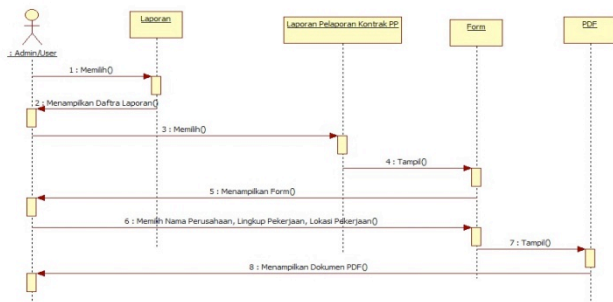 Laporan
Laporan Pelaporan Kontrak PP
Form
PDF
: Admin/User
1 : Memilih()
2 : Menampilkan Daftra Laporan()
3 : Memilih()
4 : Tampil()
5 : Menampilkan Form()
6 : Memilih Nama Perusahaan, Lingkup Pekerjaan, Lokasi Pekerjaan()
7 : Tampil()
8 : Menampilkan Dokumen PDF()